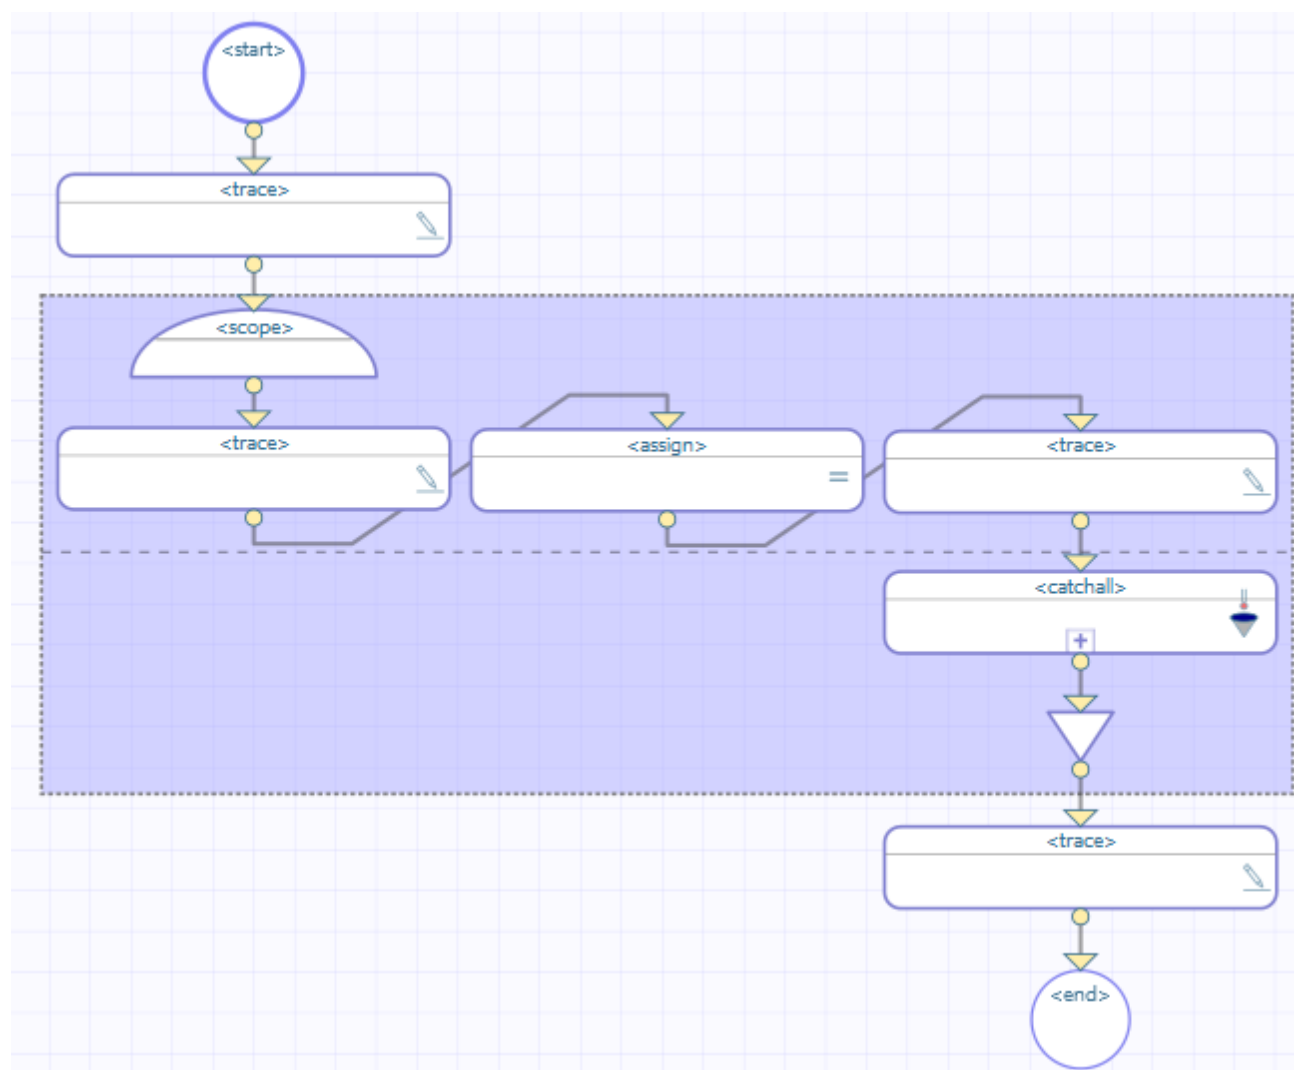 <start>
<trace>
<scope>
<trace>
<assign>
<trace>
<catchall>
<trace>
<end>